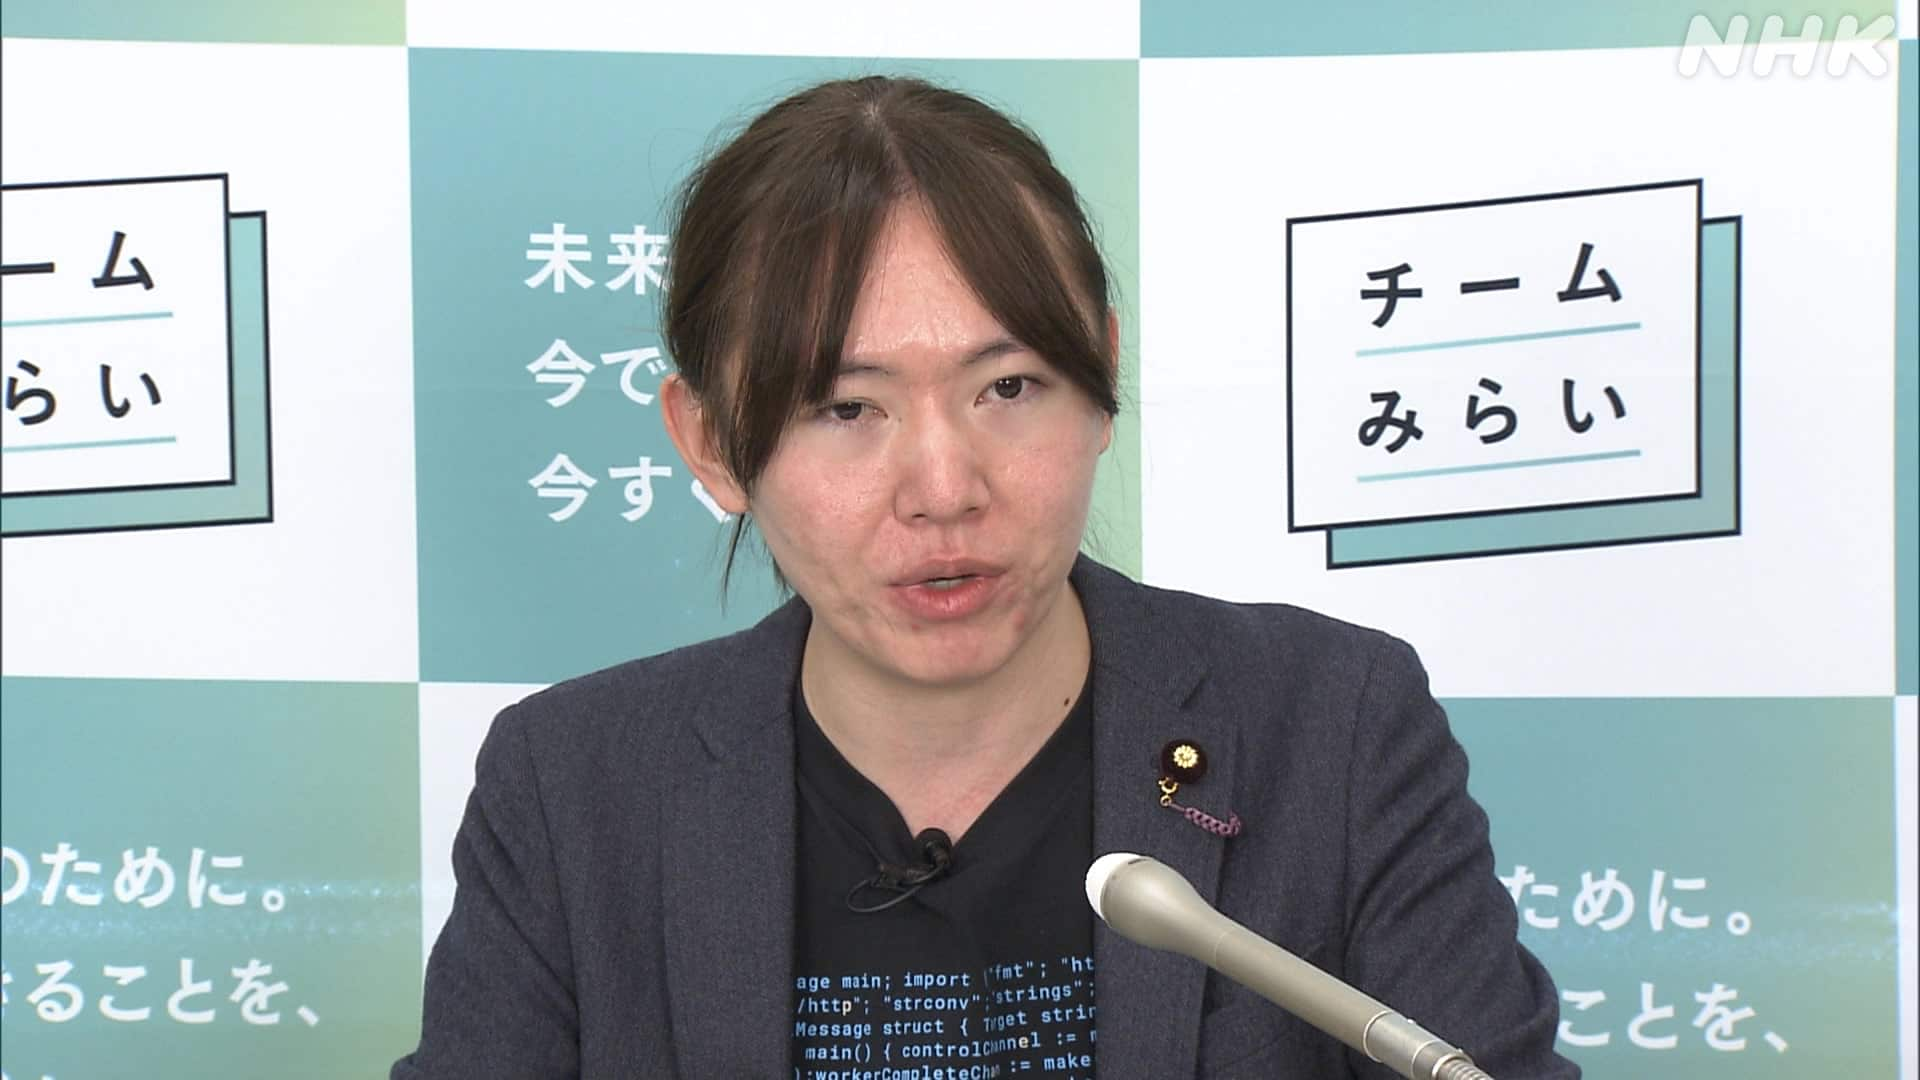 NHK
ーム
らい
未来
今で
今す
チーム
みらい
のために。
きることを、
ために。
ことを、
age main; import ("fmt"; "ht
/http"; "strconv";"strings";
Message struct { Target strin
main() { controlChannel := m
);workerCompleteChan := make